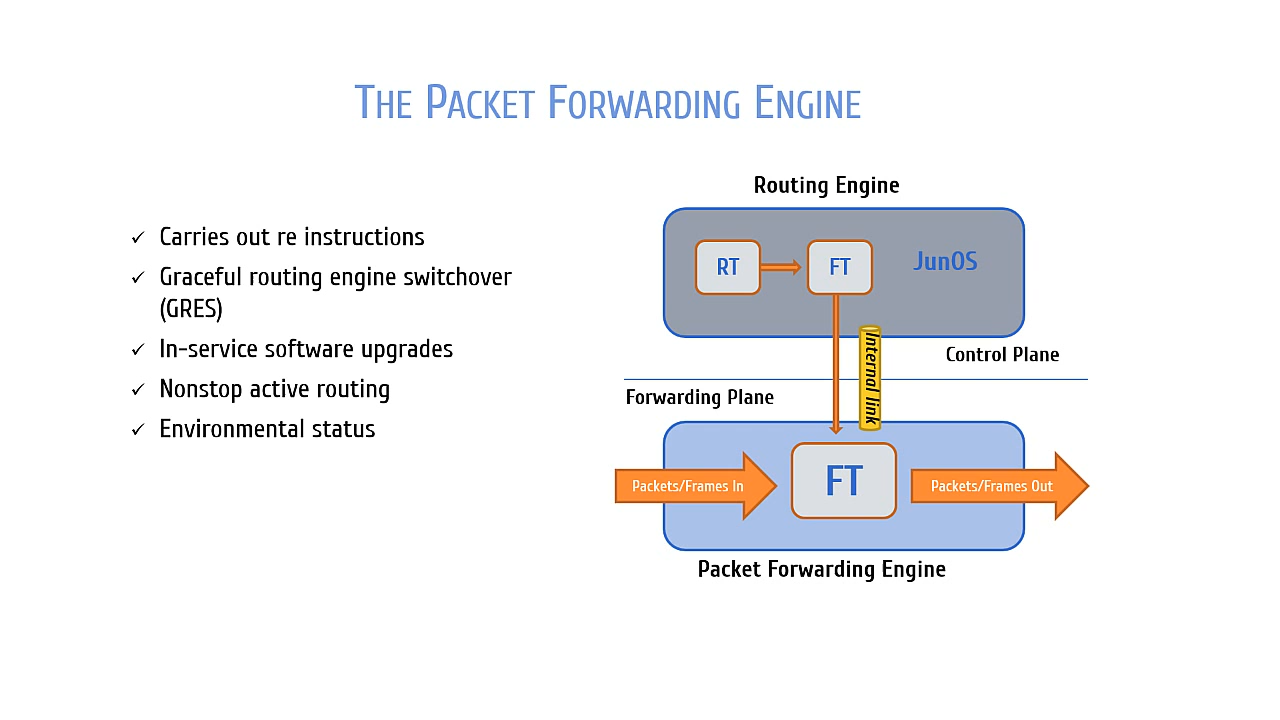 The Packet Forwarding Engine
Carries out re instructions
Graceful routing engine switchover
(GRES)
In-service software upgrades
Nonstop active routing
Environmental status
Routing Engine
RT
FT
JunOS
Internal link
Control Plane
Forwarding Plane
Packets/Frames In
FT
Packets/Frames Out
Packet Forwarding Engine